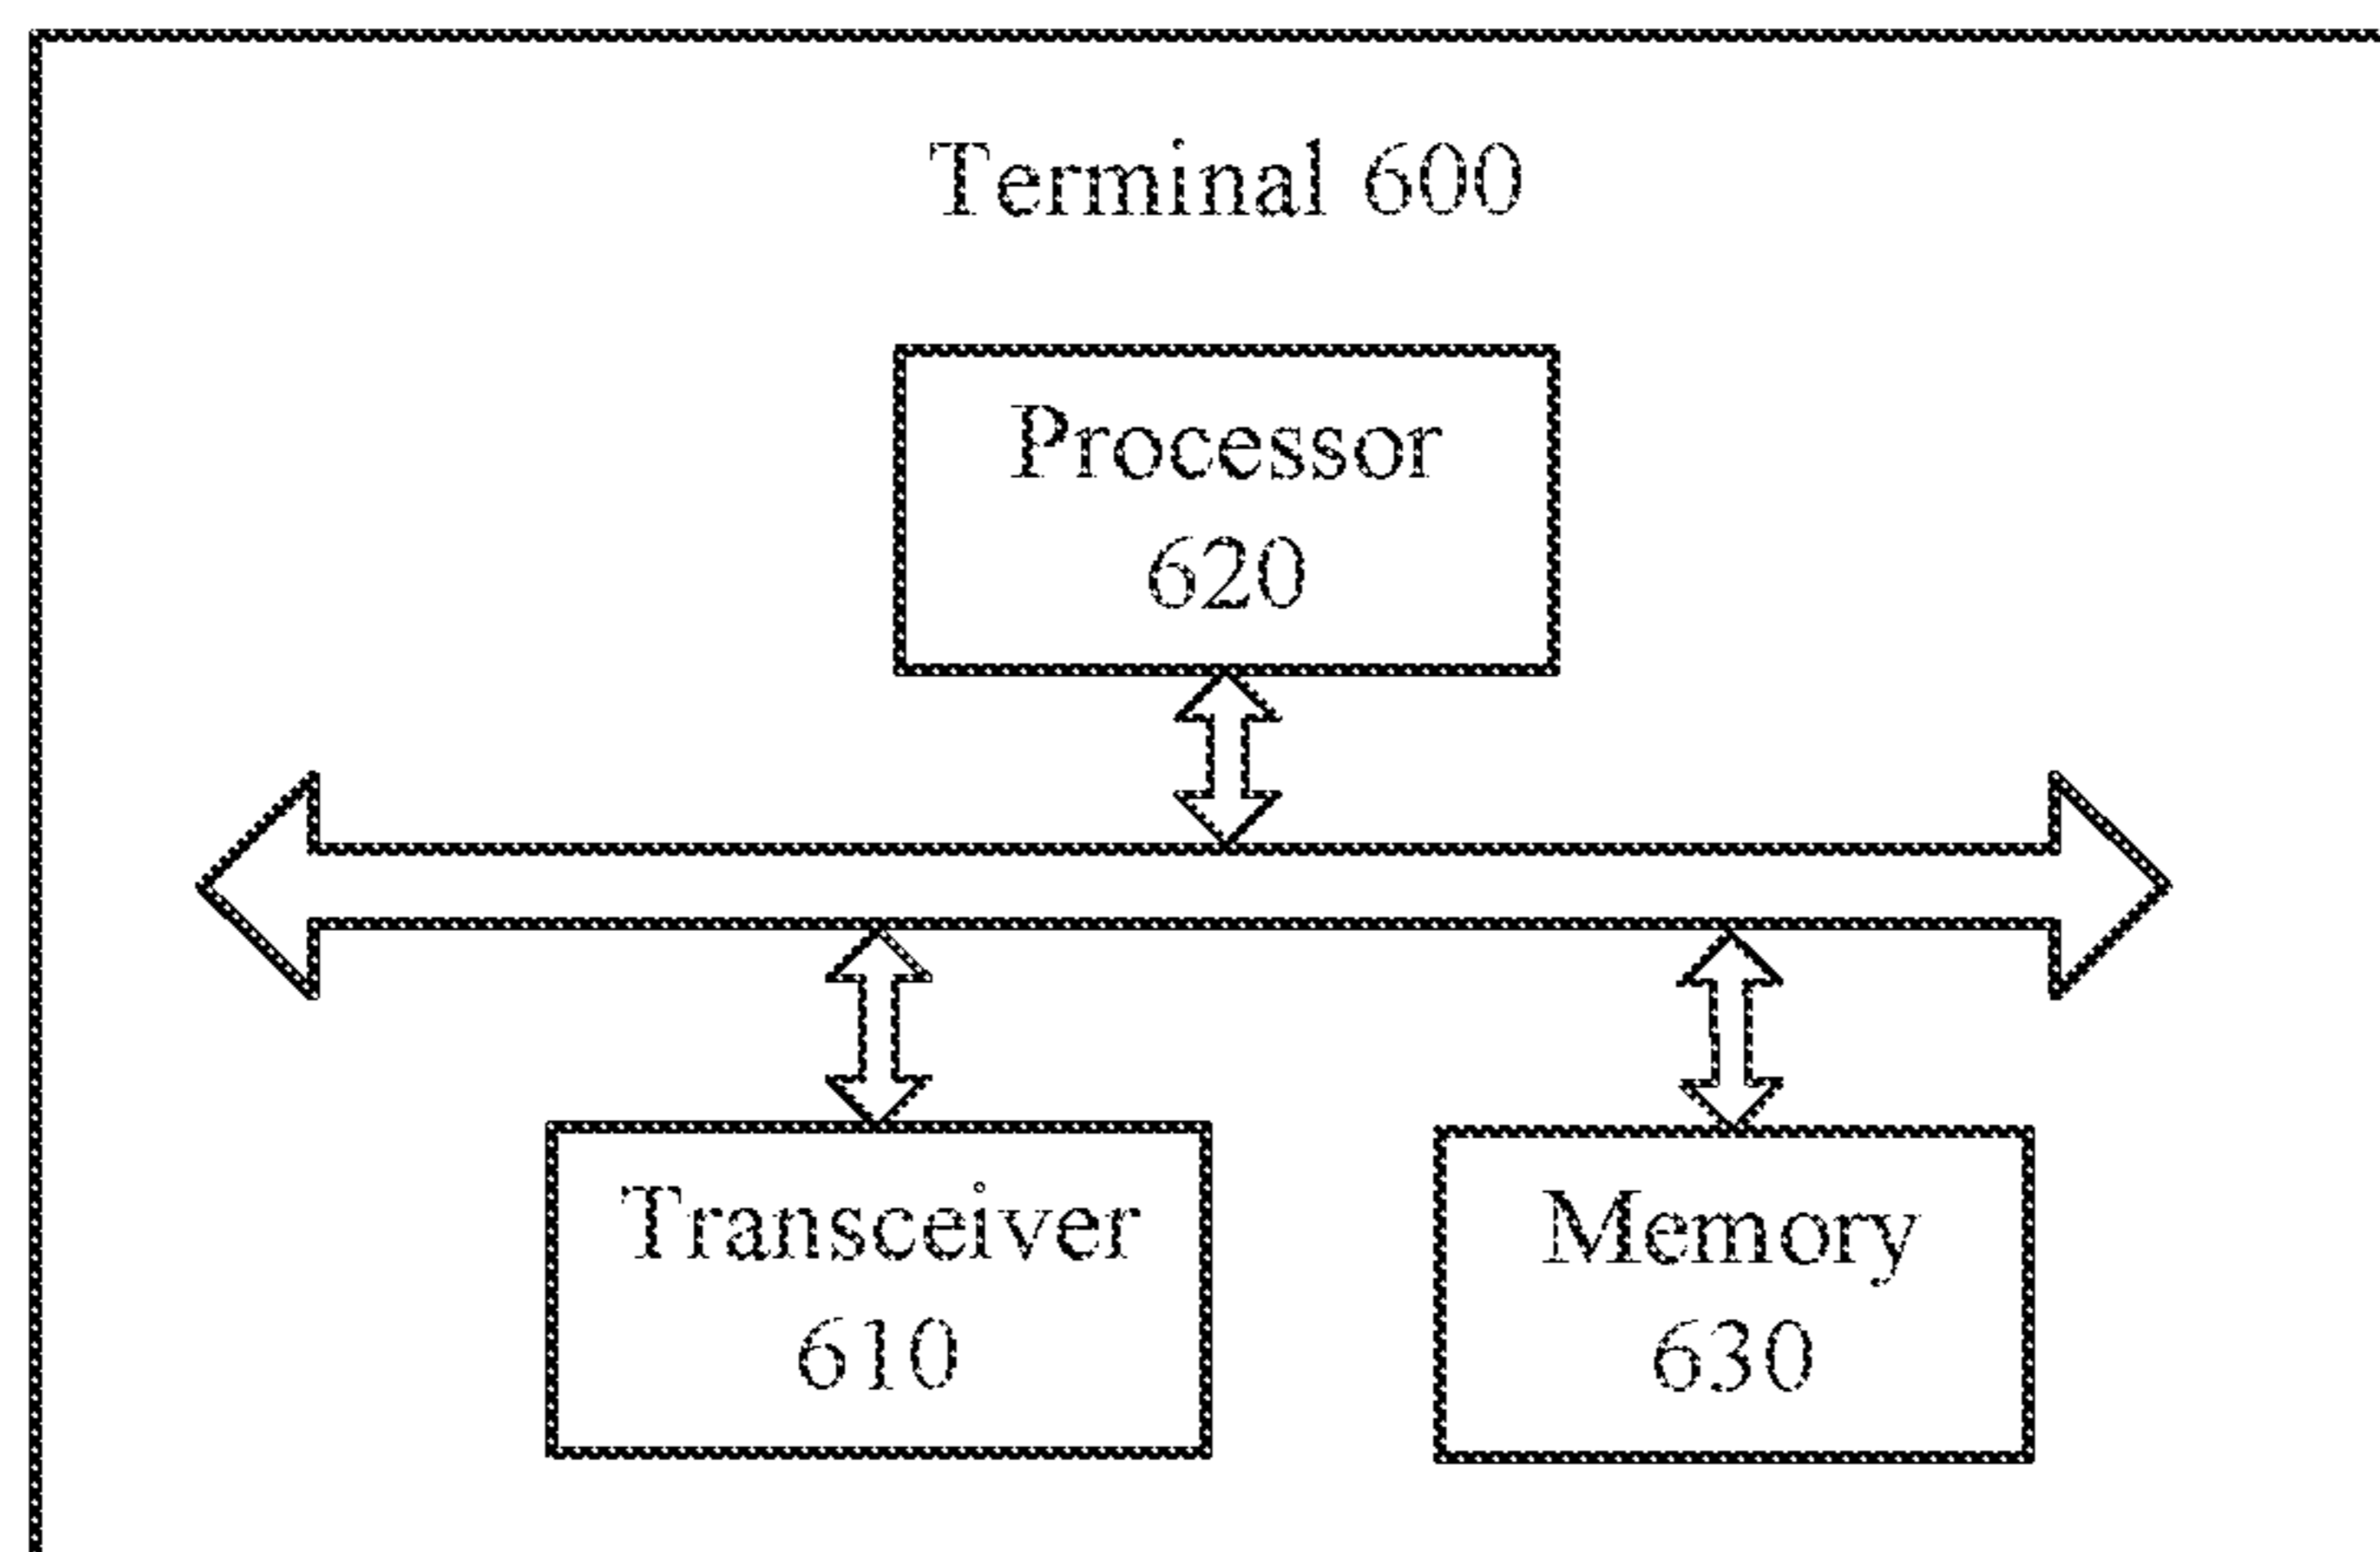 Terminal 600
Processor
620
Transceiver
610
Memory
630